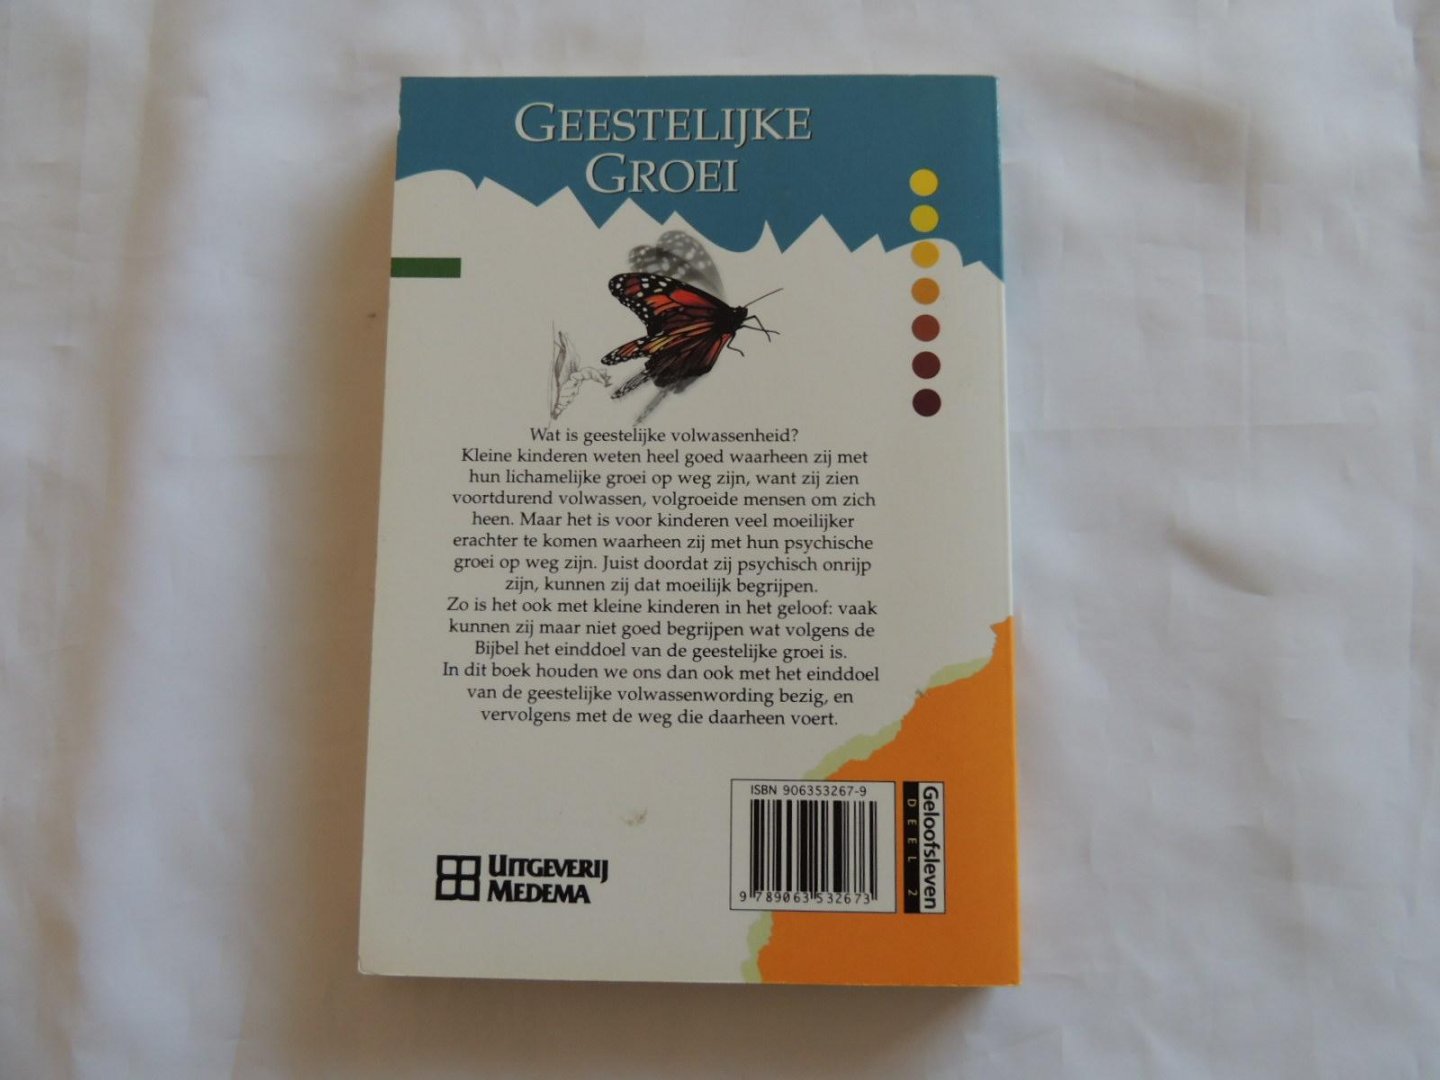 GEESTELIJKE
GROEI
Wat is geestelijke volwassenheid?
Kleine kinderen weten heel goed waarheen zij met
hun lichamelijke groei op weg zijn, want zij zien
voortdurend volwassen, volgroeide mensen om zich
heen. Maar het is voor kinderen veel moeilijker
erachter te komen waarheen zij met hun psychische
groei op weg zijn. Juist doordat zij psychisch onrijp
zijn, kunnen zij dat moeilijk begrijpen.
Zo is het ook met kleine kinderen in het geloof: vaak
kunnen zij maar niet goed begrijpen wat volgens de
Bijbel het einddoel van de geestelijke groei is.
In dit boek houden we ons dan ook met het einddoel
van de geestelijke volwassenwording bezig, en
vervolgens met de weg die daarheen voert.
ISBN 906353267-9
9 789063 532673
Geloofsleven
DEEL 2
UITGEVERIJ
MEDEMA